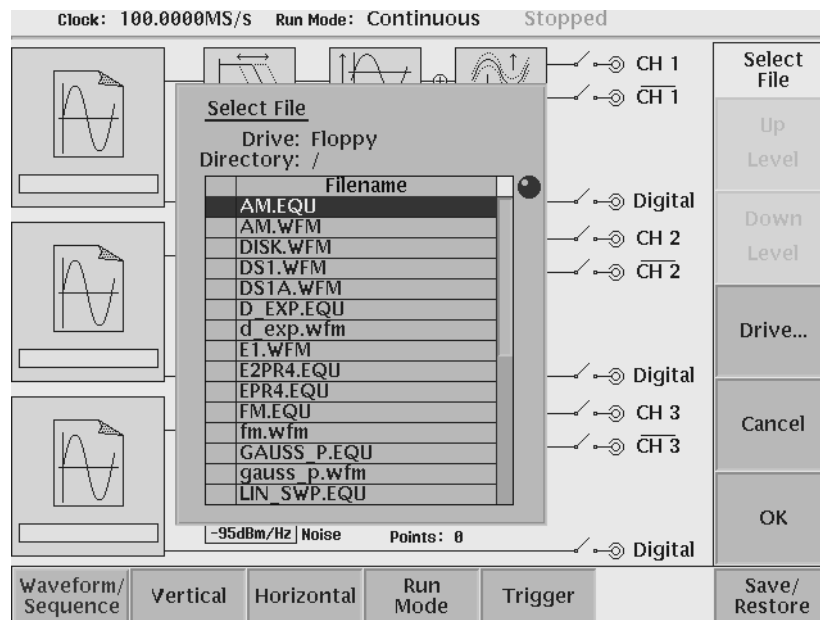 Clock: 100.0000MS/s Run Mode: Continuous Stopped
CH 1
CH 1
Digital
CH 2
CH 2
Digital
CH 3
CH 3
Digital
Select File
Drive: Floppy
Directory: /
Filename
AM.EQU
AM.WFM
DISK.WFM
DS1.WFM
DS1A.WFM
D_EXP.EQU
d_exp.wfm
E1.WFM
E2PR4.EQU
EPR4.EQU
FM.EQU
fm.wfm
GAUSS_P.EQU
gauss_p.wfm
LIN_SWP.EQU
-95dBm/Hz Noise Points: 0
Select
File
Up
Level
Down
Level
Drive...
Cancel
OK
Waveform/
Sequence
Vertical
Horizontal
Run
Mode
Trigger
Save/
Restore